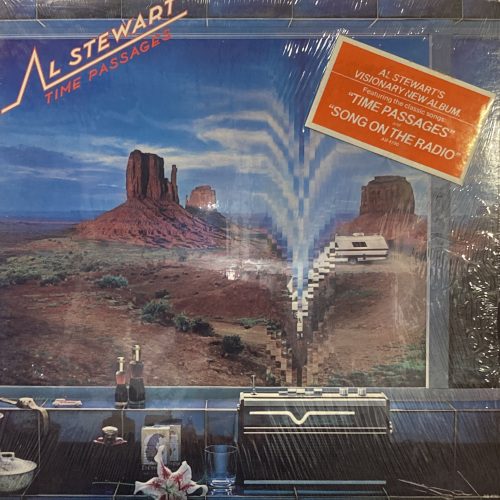 AL STEWART
TIME PASSAGES
AL STEWART'S
VISIONARY NEW ALBUM.
Featuring the classic songs:
"TIME PASSAGES"
and
"SONG ON THE RADIO"